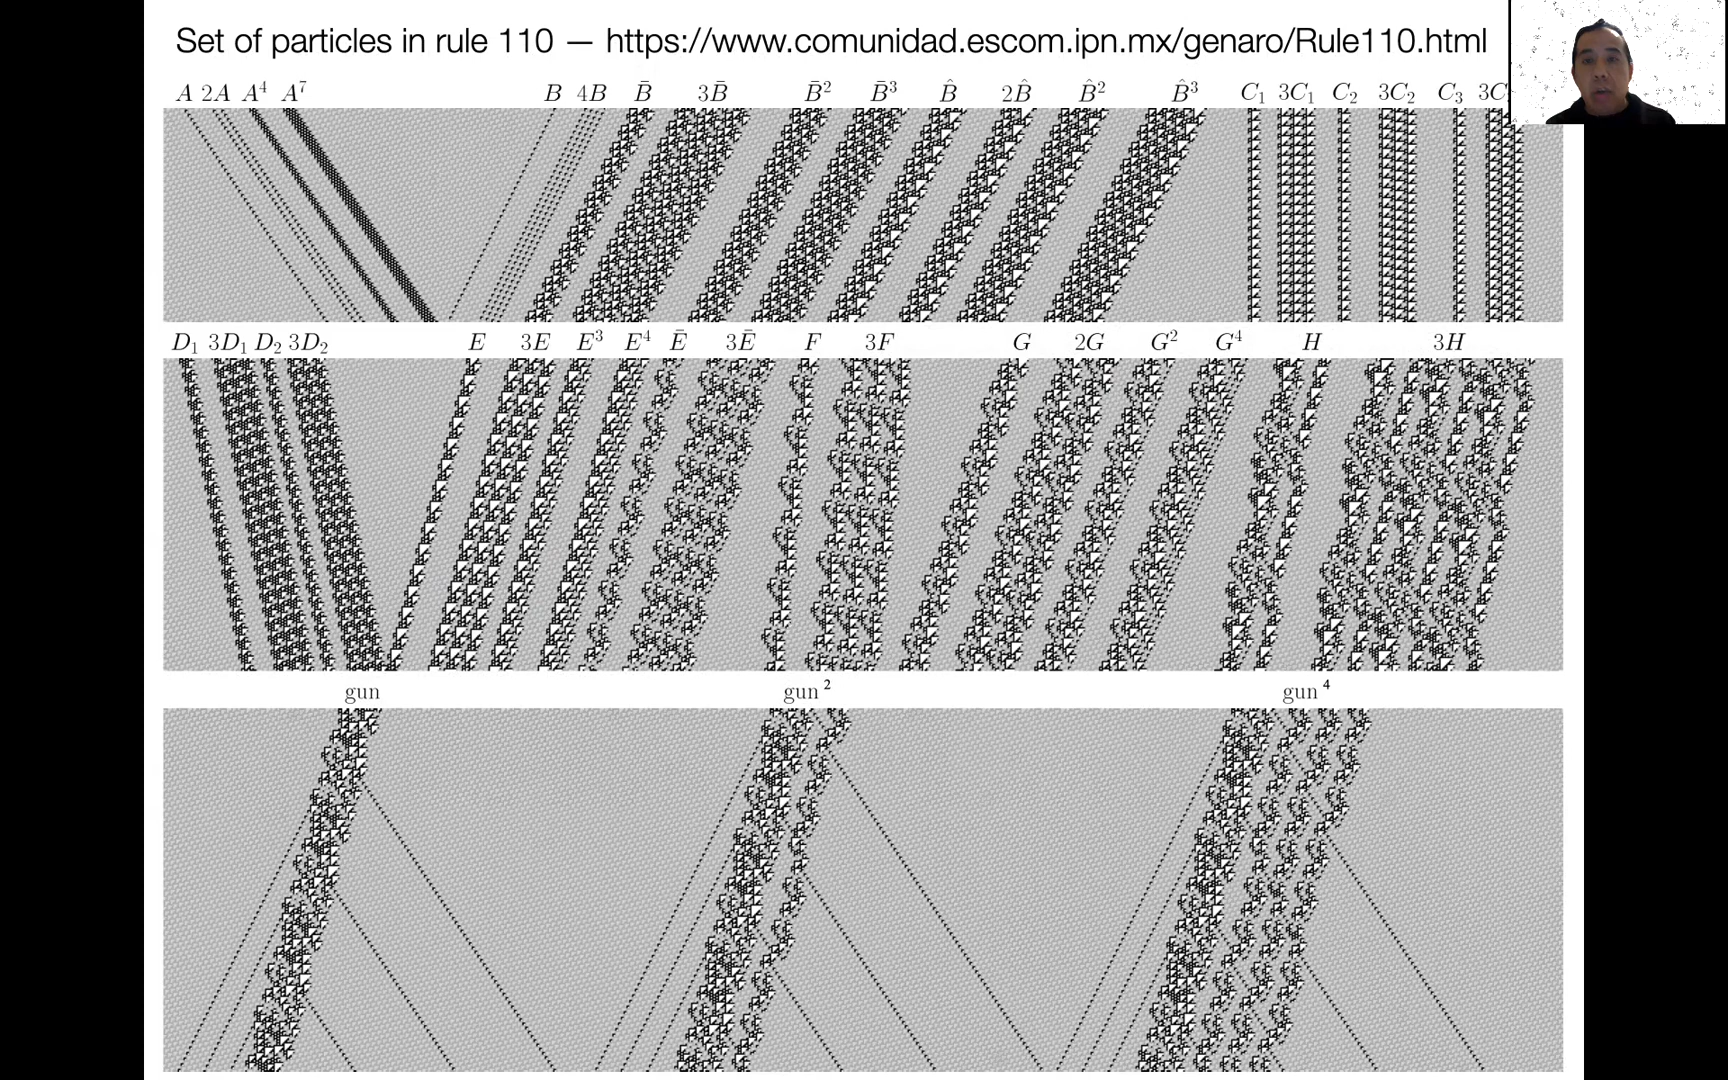 Set of particles in rule 110 — https://www.comunidad.escom.ipn.mx/genaro/Rule110.html
A 2A A⁴ A⁷ B 4B B̄ 3B̄ B̄² B̄³ B̂ 2B̂ B̂² B̂³ C₁ 3C₁ C₂ 3C₂ C₃ 3C
D₁ 3D₁ D₂ 3D₂ E 3E E³ E⁴ Ē 3Ē F 3F G 2G G² G⁴ H 3H
gun gun² gun⁴